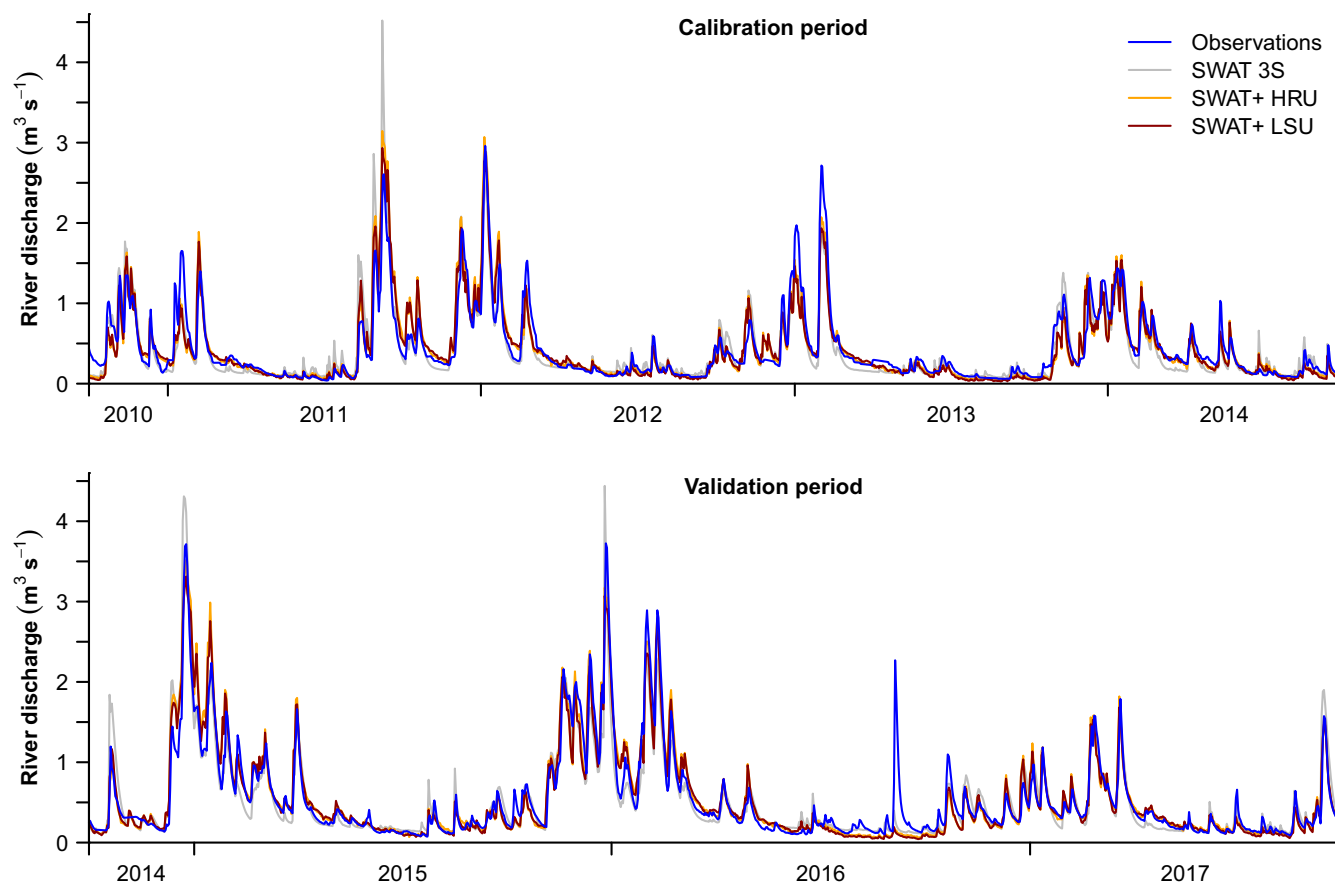 Calibration period
Observations
SWAT 3S
SWAT+ HRU
SWAT+ LSU
River discharge (m³ s⁻¹)
4
3
2
1
0
2010 2011 2012 2013 2014
Validation period
River discharge (m³ s⁻¹)
4
3
2
1
0
2014 2015 2016 2017